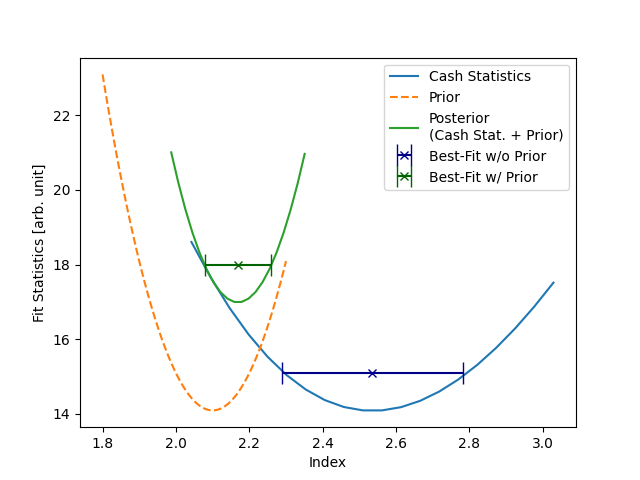 Cash Statistics
Prior
Posterior
(Cash Stat. + Prior)
Best-Fit w/o Prior
Best-Fit w/ Prior
Fit Statistics [arb. unit]
22
20
18
16
14
1.8 2.0 2.2 2.4 2.6 2.8 3.0
Index